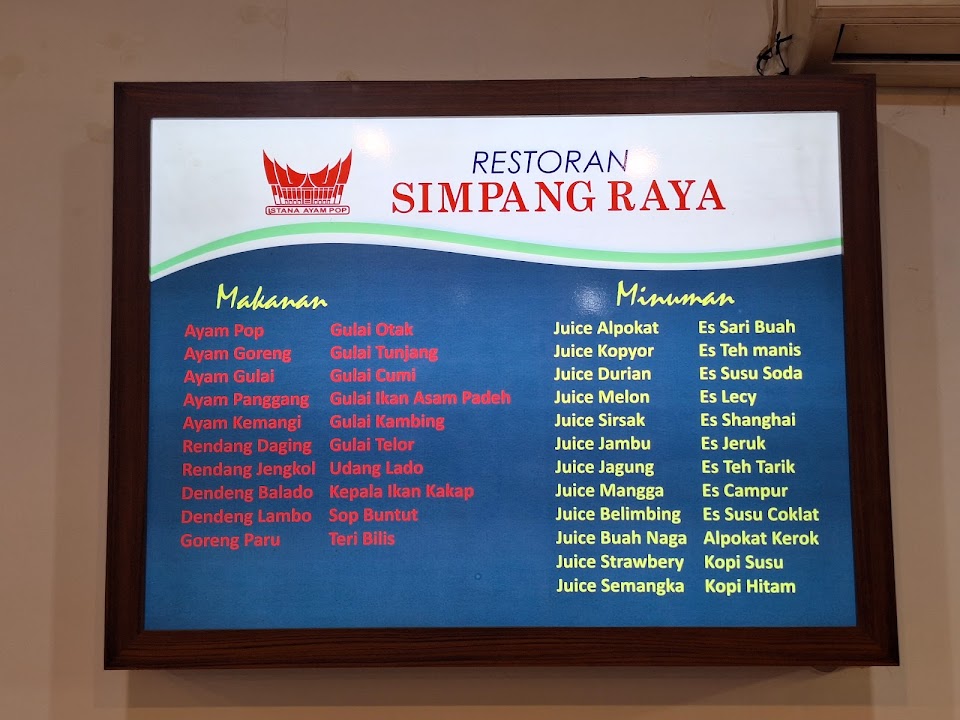 ISTANA AYAM POP
RESTORAN
SIMPANG RAYA
Makanan
Ayam Pop
Ayam Goreng
Ayam Gulai
Ayam Panggang
Ayam Kemangi
Rendang Daging
Rendang Jengkol
Dendeng Balado
Dendeng Lambo
Goreng Paru
Gulai Otak
Gulai Tunjang
Gulai Cumi
Gulai Ikan Asam Padeh
Gulai Kambing
Gulai Telor
Udang Lado
Kepala Ikan Kakap
Sop Buntut
Teri Bilis
Minuman
Juice Alpokat
Juice Kopyor
Juice Durian
Juice Melon
Juice Sirsak
Juice Jambu
Juice Jagung
Juice Mangga
Juice Belimbing
Juice Buah Naga
Juice Strawbery
Juice Semangka
Es Sari Buah
Es Teh manis
Es Susu Soda
Es Lecy
Es Shanghai
Es Jeruk
Es Teh Tarik
Es Campur
Es Susu Coklat
Alpokat Kerok
Kopi Susu
Kopi Hitam